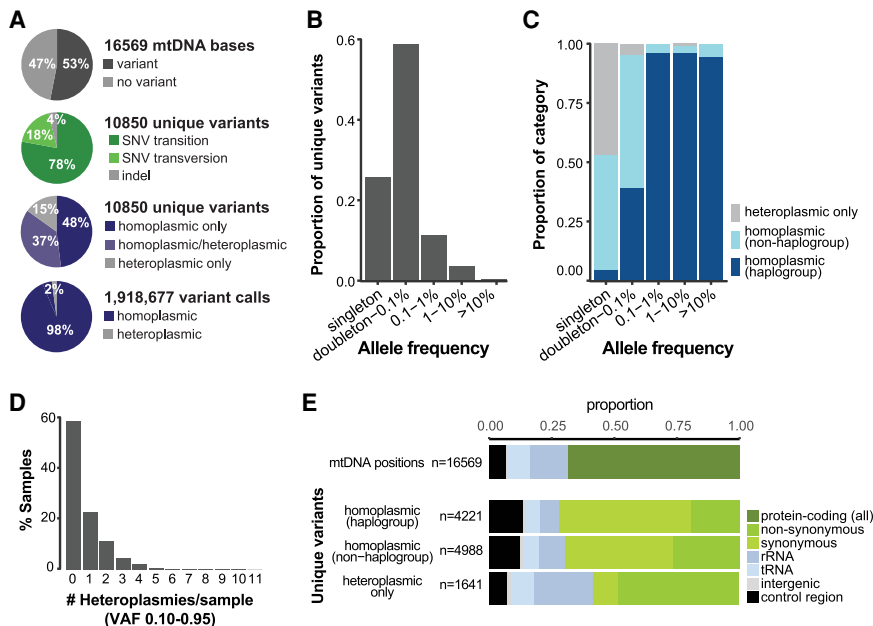 A
16569 mtDNA bases
47% 53%
variant
no variant
10850 unique variants
4%
18%
78%
SNV transition
SNV transversion
indel
10850 unique variants
15%
48%
37%
homoplasmic only
homoplasmic/heteroplasmic
heteroplasmic only
1,918,677 variant calls
2%
98%
homoplasmic
heteroplasmic
B
Proportion of unique variants
0.6
0.4
0.2
0.0
singleton
doubleton−0.1%
0.1−1%
1−10%
>10%
Allele frequency
C
Proportion of category
1.00
0.75
0.50
0.25
0.00
singleton
doubleton−0.1%
0.1−1%
1−10%
>10%
Allele frequency
heteroplasmic only
homoplasmic
(non-haplogroup)
homoplasmic
(haplogroup)
D
% Samples
60
40
20
0
0 1 2 3 4 5 6 7 8 9 10 11
# Heteroplasmies/sample
(VAF 0.10-0.95)
E
proportion
0.00 0.25 0.50 0.75 1.00
mtDNA positions n=16569
Unique variants
homoplasmic
(haplogroup) n=4221
homoplasmic
(non-haplogroup) n=4988
heteroplasmic
only n=1641
protein-coding (all)
non-synonymous
synonymous
rRNA
tRNA
intergenic
control region